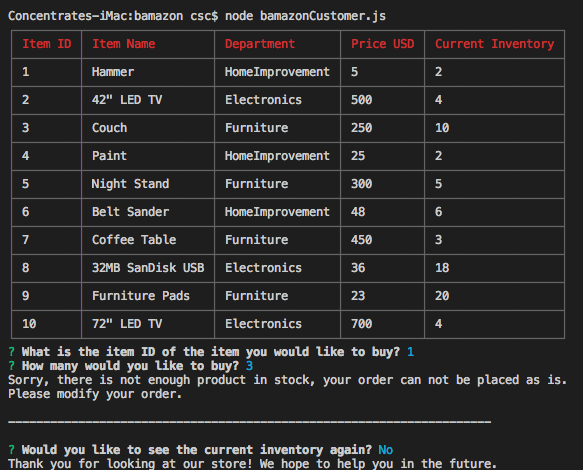 Concentrates-iMac:bamazon csc$ node bamazonCustomer.js
Item ID Item Name Department Price USD Current Inventory
1 Hammer HomeImprovement 5 2
2 42" LED TV Electronics 500 4
3 Couch Furniture 250 10
4 Paint HomeImprovement 25 2
5 Night Stand Furniture 300 5
6 Belt Sander HomeImprovement 48 6
7 Coffee Table Furniture 450 3
8 32MB SanDisk USB Electronics 36 18
9 Furniture Pads Furniture 23 20
10 72" LED TV Electronics 700 4
? What is the item ID of the item you would like to buy? 1
? How many would you like to buy? 3
Sorry, there is not enough product in stock, your order can not be placed as is.
Please modify your order.
? Would you like to see the current inventory again? No
Thank you for looking at our store! We hope to help you in the future.